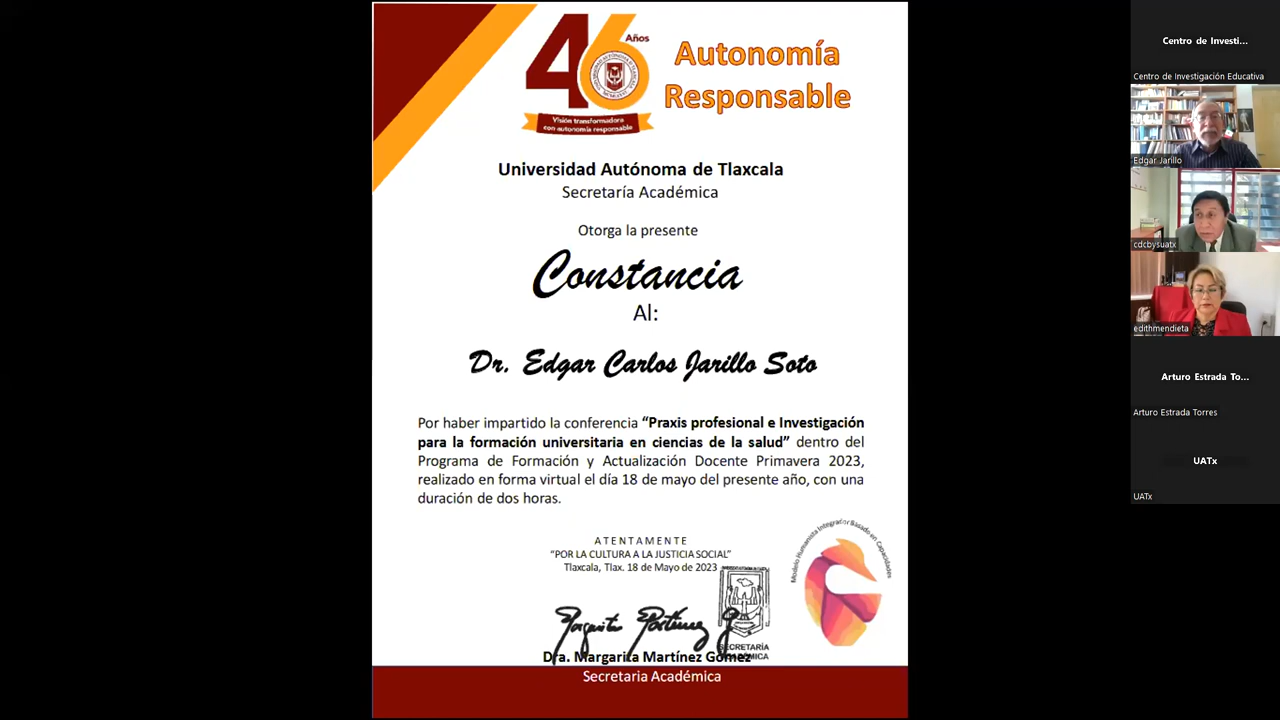 46 Años
Visión transformadora
con autonomía responsable
Autonomía
Responsable
Universidad Autónoma de Tlaxcala
Secretaría Académica
Otorga la presente
Constancia
Al:
Dr. Edgar Carlos Jarillo Soto
Por haber impartido la conferencia “Praxis profesional e Investigación
para la formación universitaria en ciencias de la salud” dentro del
Programa de Formación y Actualización Docente Primavera 2023,
realizado en forma virtual el día 18 de mayo del presente año, con una
duración de dos horas.
ATENTAMENTE
“POR LA CULTURA A LA JUSTICIA SOCIAL”
Tlaxcala, Tlax. 18 de Mayo de 2023
SECRETARÍA
ACADÉMICA
Dra. Margarita Martínez Gómez
Secretaria Académica
Modelo Humanista Integrador Basado en Capacidades
Centro de Investi...
Centro de Investigación Educativa
Edgar Jarillo
cdcbysuatx
edithmendieta
Arturo Estrada To...
Arturo Estrada Torres
UATx
UATx